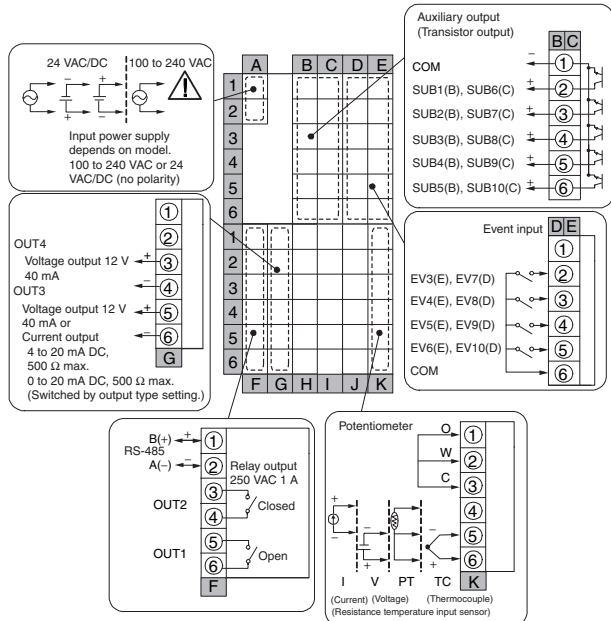 24 VAC/DC
100 to 240 VAC
Input power supply
depends on model.
100 to 240 VAC or 24
VAC/DC (no polarity)
A B C D E
1
2
3
4
5
6
1
2
3
4
5
6
F G H I J K
Auxiliary output
(Transistor output)
B C
COM - 1
SUB1(B), SUB6(C) + 2
SUB2(B), SUB7(C) + 3
SUB3(B), SUB8(C) + 4
SUB4(B), SUB9(C) + 5
SUB5(B), SUB10(C) + 6
Event input
D E
1
EV3(E), EV7(D) 2
EV4(E), EV8(D) 3
EV5(E), EV9(D) 4
EV6(E), EV10(D) 5
COM 6
1
2
OUT4
Voltage output 12 V + 3
40 mA
- 4
OUT3
Voltage output 12 V + 5
40 mA or
- 6
Current output
4 to 20 mA DC,
500 Ω max.
0 to 20 mA DC, 500 Ω max.
(Switched by output type setting.)
G
B(+) + 1
RS-485
A(-) - 2
Relay output
250 VAC 1 A
OUT2
3
4
Closed
OUT1
5
6
Open
F
Potentiometer
O 1
W 2
C 3
4
5
6
+ - - + - +
I V PT TC
K
(Current) (Voltage) (Thermocouple)
(Resistance temperature input sensor)